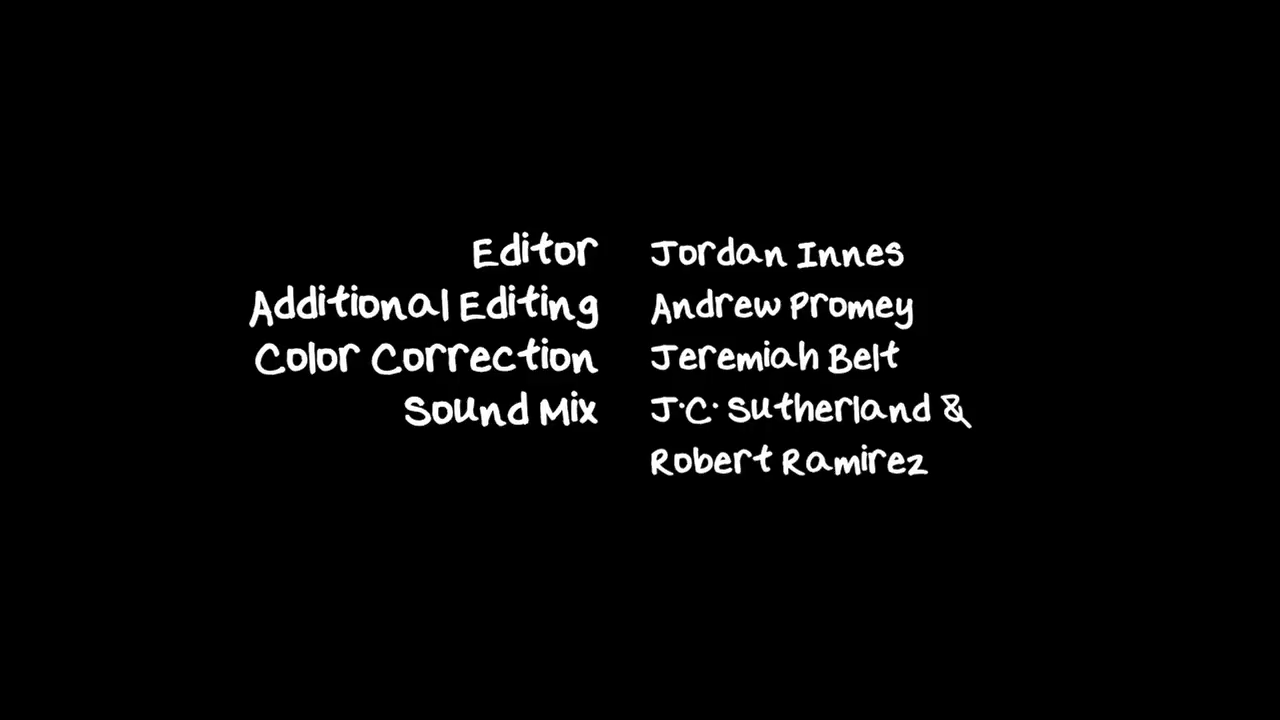 Editor Jordan Innes
Additional Editing Andrew Promey
Color Correction Jeremiah Belt
Sound Mix J.C. Sutherland &
Robert Ramirez